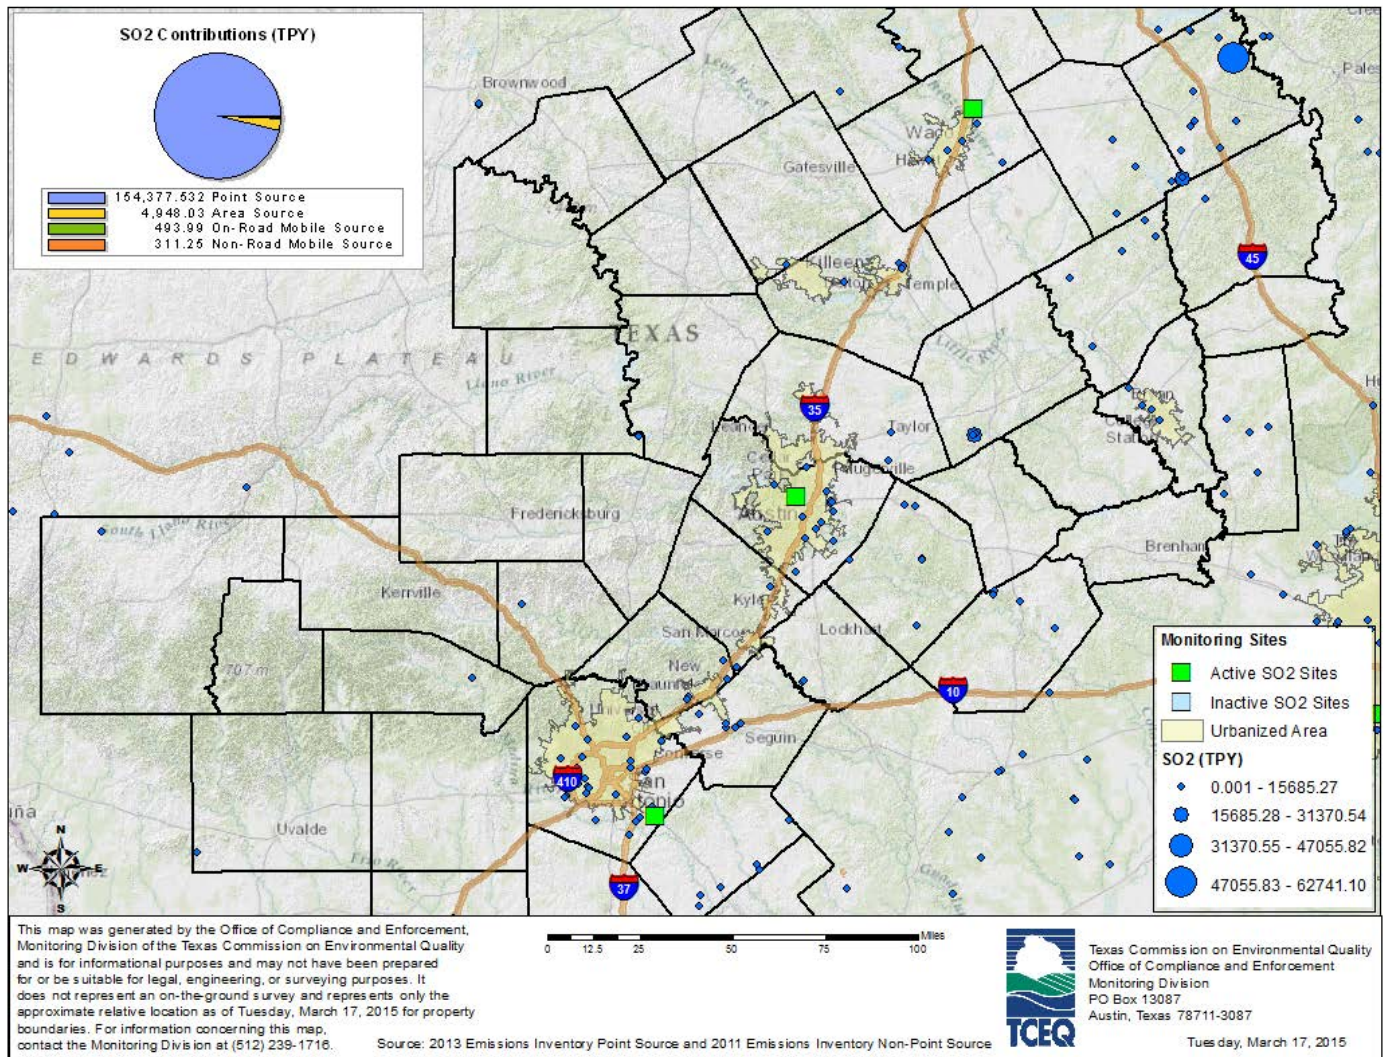 SO2 Contributions (TPY)
154,377.532 Point Source
4,948.03 Area Source
493.99 On-Road Mobile Source
311.25 Non-Road Mobile Source
Brownwood
Leon River
Gatesville
Killeen
Temple
45
TEXAS
EDWARDS PLATEAU
Llano River
Little River
35
Taylor
Fredericksburg
Austin
South Llano River
Brenham
Kerrville
Kyle
San Marcos
Lockhart
707 m
New
10
Seguin
410
Uvalde
Frio River
37
N
W
E
S
Monitoring Sites
Active SO2 Sites
Inactive SO2 Sites
Urbanized Area
SO2 (TPY)
0.001 - 15685.27
15685.28 - 31370.54
31370.55 - 47055.82
47055.83 - 62741.10
This map was generated by the Office of Compliance and Enforcement,
Monitoring Division of the Texas Commission on Environmental Quality
and is for informational purposes and may not have been prepared
for or be suitable for legal, engineering, or surveying purposes. It
does not represent an on-the-ground survey and represents only the
approximate relative location as of Tuesday, March 17, 2015 for property
boundaries. For information concerning this map,
contact the Monitoring Division at (512) 239-1716.
0 12.5 25 50 75 100 Miles
Source: 2013 Emissions Inventory Point Source and 2011 Emissions Inventory Non-Point Source
TCEQ
Texas Commission on Environmental Quality
Office of Compliance and Enforcement
Monitoring Division
PO Box 13087
Austin, Texas 78711-3087
Tuesday, March 17, 2015